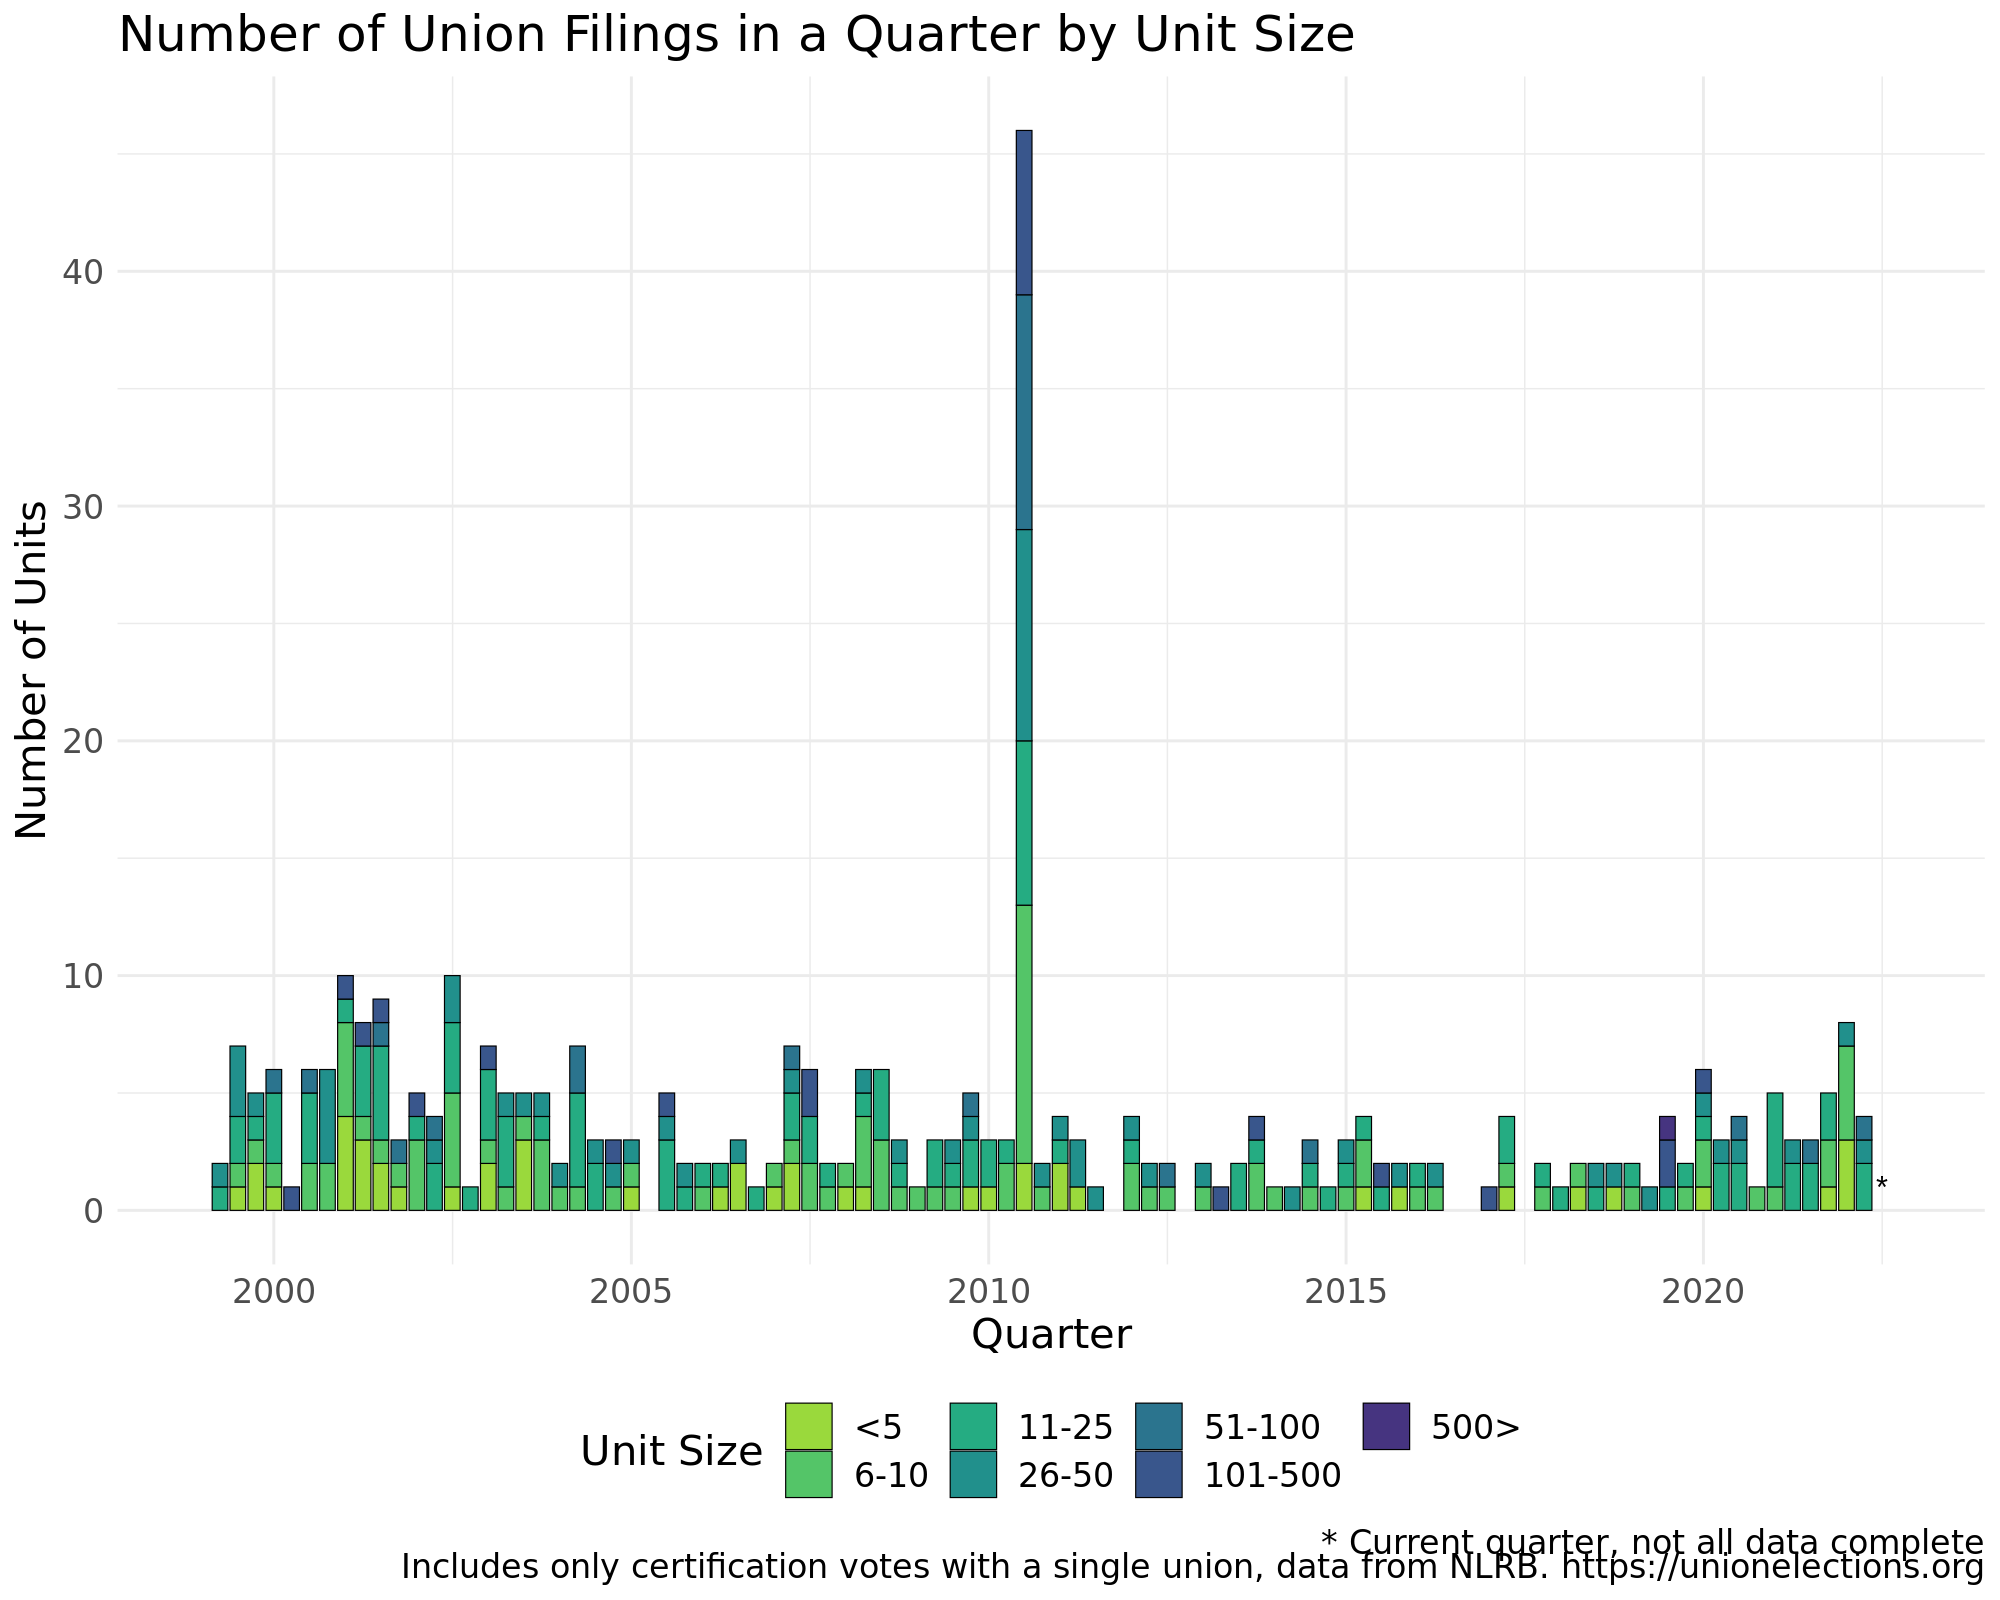 Number of Union Filings in a Quarter by Unit Size
Number of Units
40
30
20
10
0
*
2000 2005 2010 2015 2020
Quarter
Unit Size
<5 11-25 51-100 500>
6-10 26-50 101-500
* Current quarter, not all data complete
Includes only certification votes with a single union, data from NLRB. https://unionelections.org